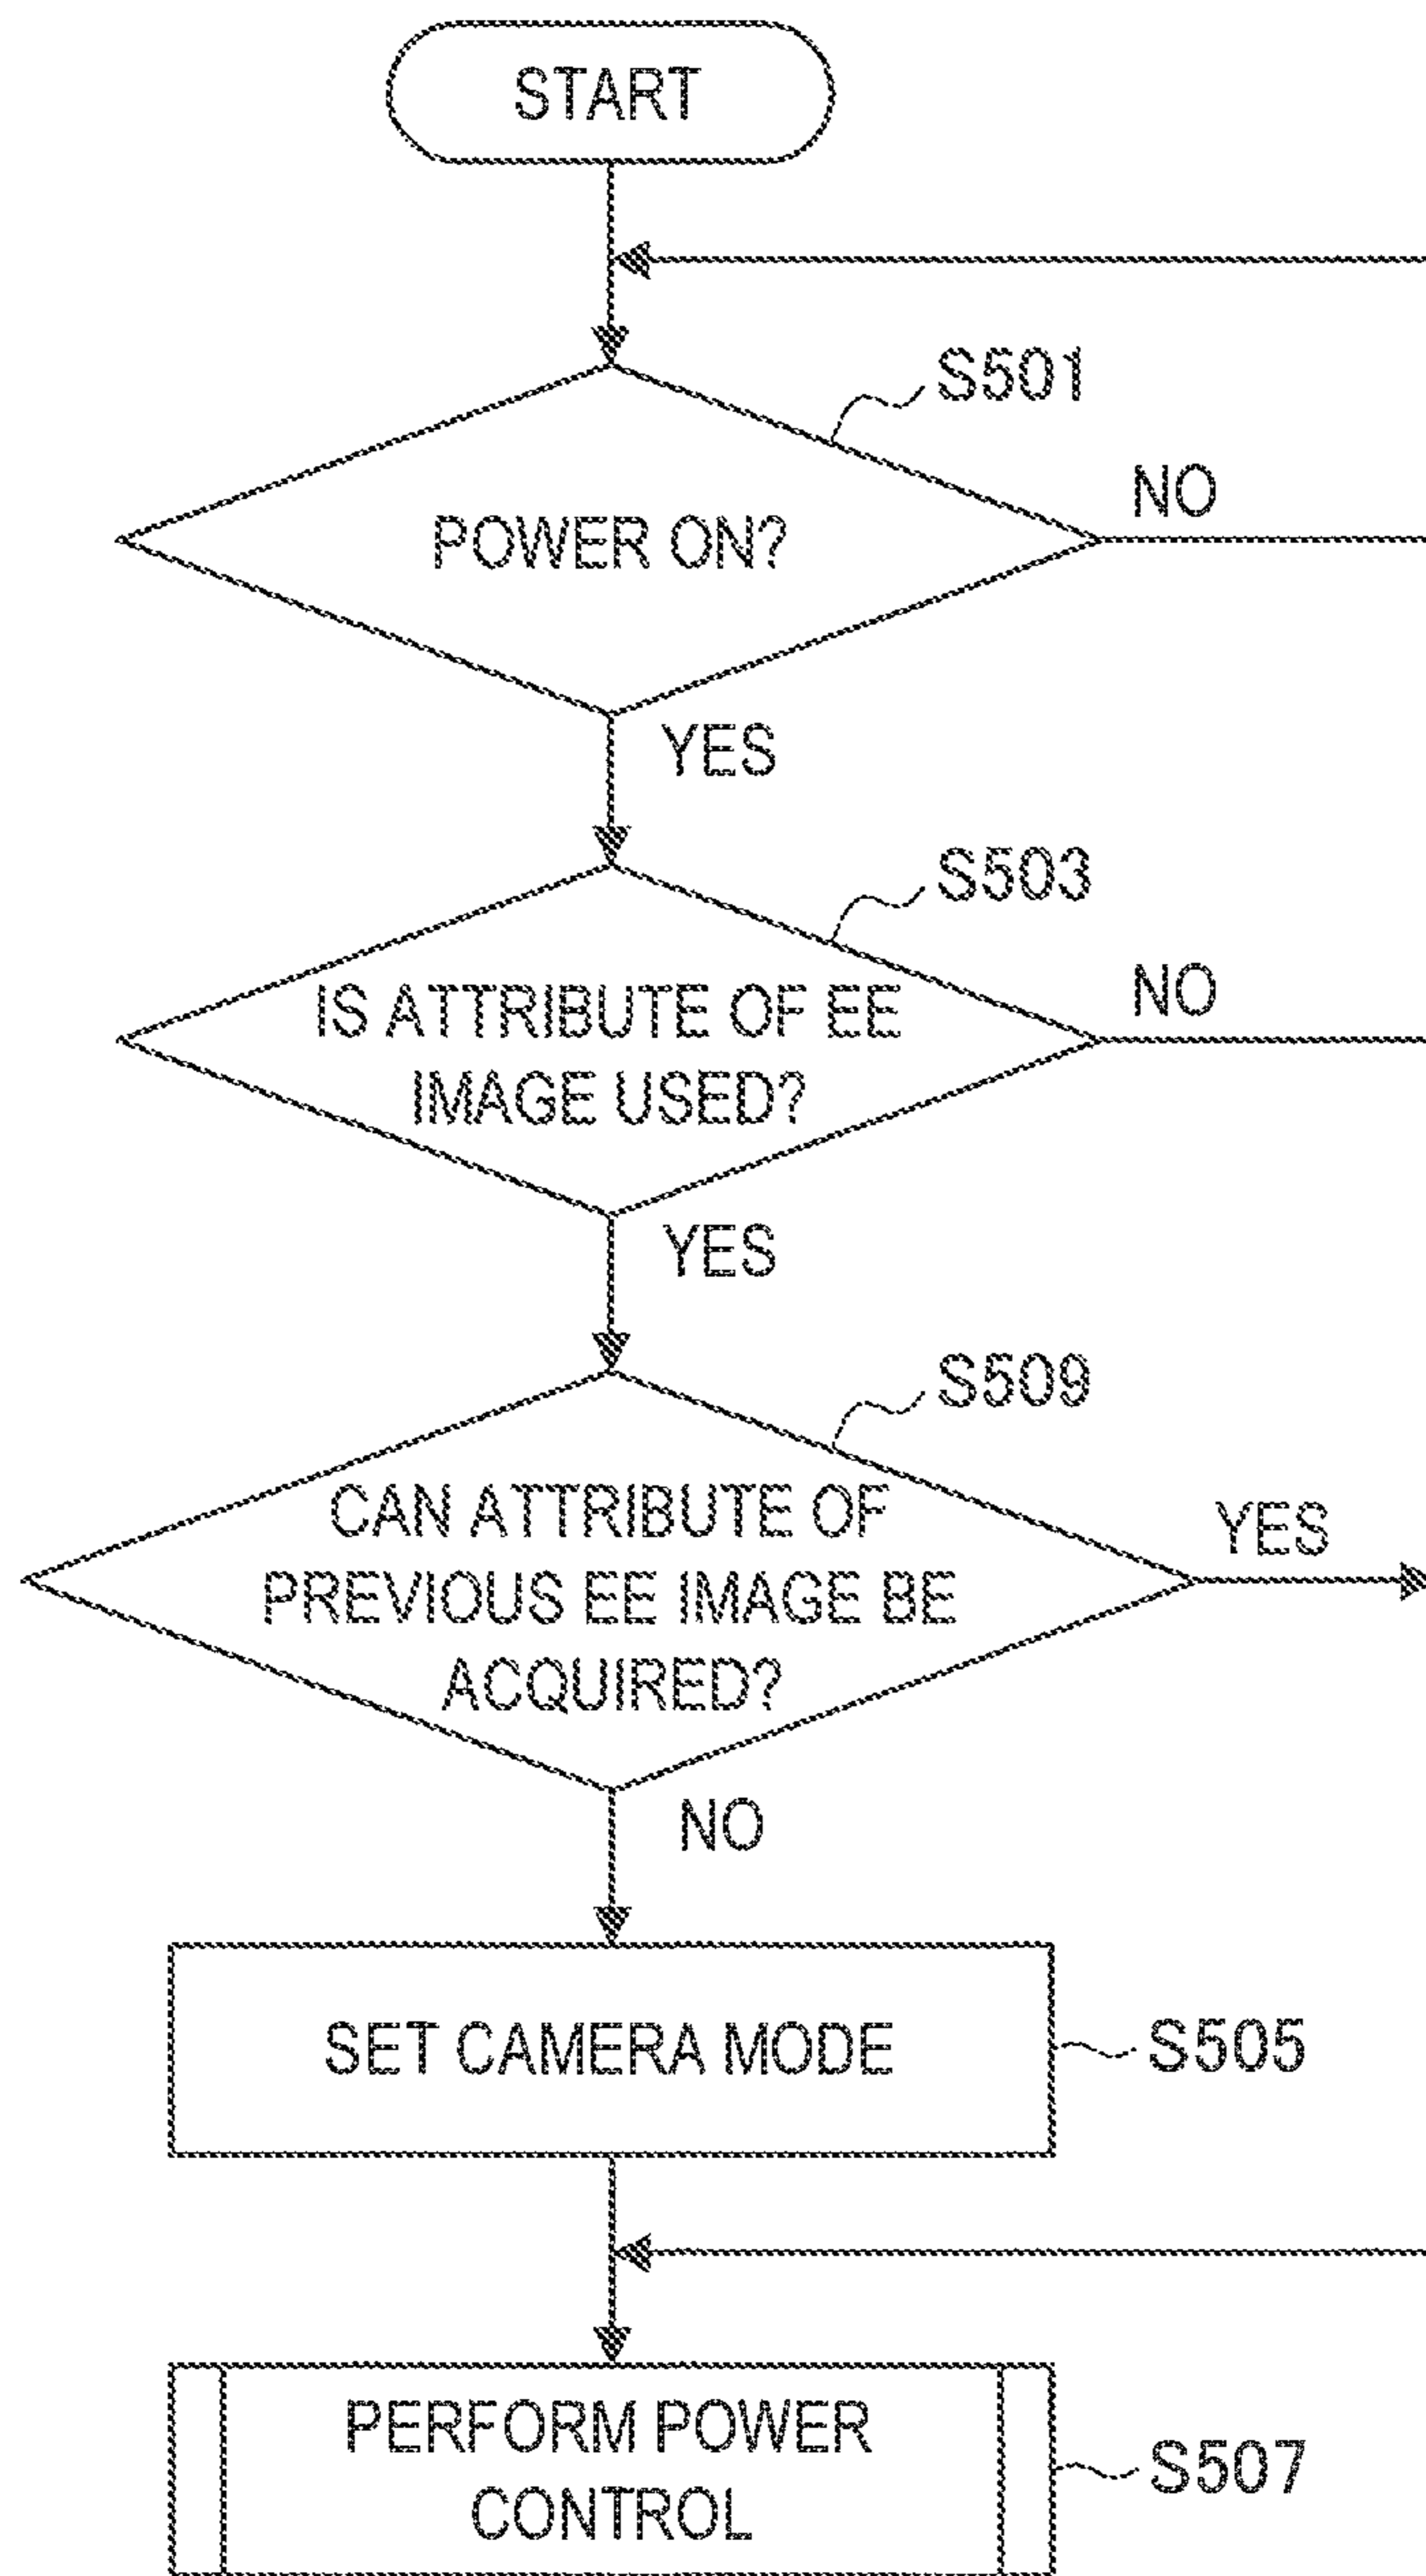 START
S501
NO
POWER ON?
YES
S503
NO
IS ATTRIBUTE OF EE
IMAGE USED?
YES
S509
CAN ATTRIBUTE OF
YES
PREVIOUS EE IMAGE BE
ACQUIRED?
NO
SET CAMERA MODE
S505
PERFORM POWER
S507
CONTROL